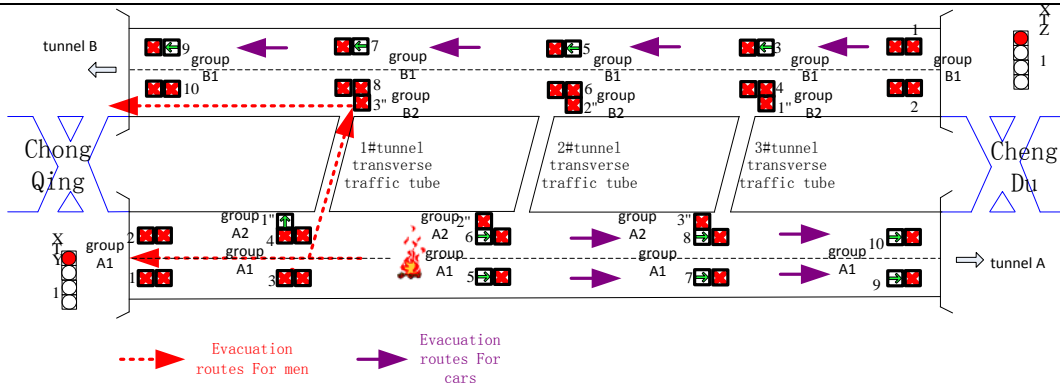 X
T
Z
1
tunnel B
9
7
5
3
1
group
B1
group
B1
group
B1
group
B1
group
B1
10
8
6
4
2
3"
group
B2
2"
1"
group
B2
Chong
Qing
1#tunnel
transverse
traffic tube
2#tunnel
transverse
traffic tube
3#tunnel
transverse
traffic tube
Cheng
Du
X
T
Y
1
group
A1
2
1"
group
A2
4
group
A1
2"
group
A2
6
group
A1
3"
group
A2
8
group
A1
10
group
A1
1
3
5
7
9
tunnel A
Evacuation
routes For men
Evacuation
routes For
cars